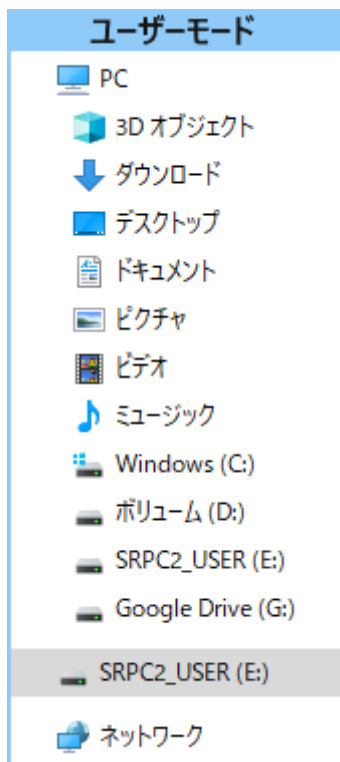 ユーザーモード
PC
3D オブジェクト
ダウンロード
デスクトップ
ドキュメント
ピクチャ
ビデオ
ミュージック
Windows (C:)
ボリューム (D:)
SRPC2_USER (E:)
Google Drive (G:)
SRPC2_USER (E:)
ネットワーク